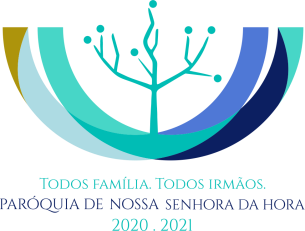 TODOS FAMÍLIA. TODOS IRMÃOS.
PARÓQUIA DE NOSSA SENHORA DA HORA
2020 . 2021